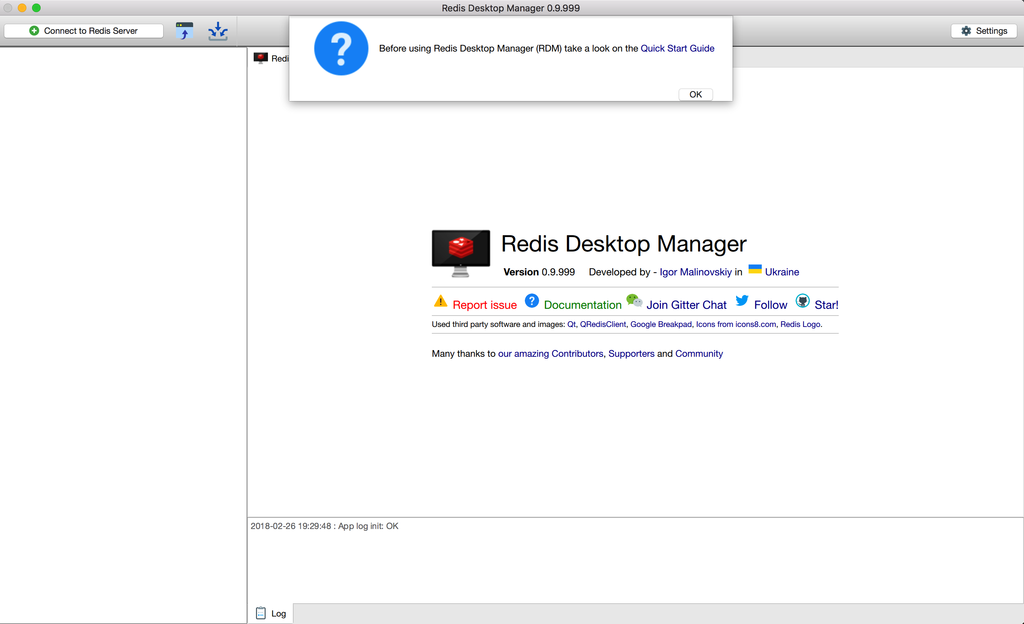 Redis Desktop Manager 0.9.999
Connect to Redis Server
Settings
Before using Redis Desktop Manager (RDM) take a look on the Quick Start Guide
OK
Redi
Redis Desktop Manager
Version 0.9.999 Developed by - Igor Malinovskiy in Ukraine
Report issue Documentation Join Gitter Chat Follow Star!
Used third party software and images: Qt, QRedisClient, Google Breakpad, Icons from icons8.com, Redis Logo.
Many thanks to our amazing Contributors, Supporters and Community
2018-02-26 19:29:48 : App log init: OK
Log